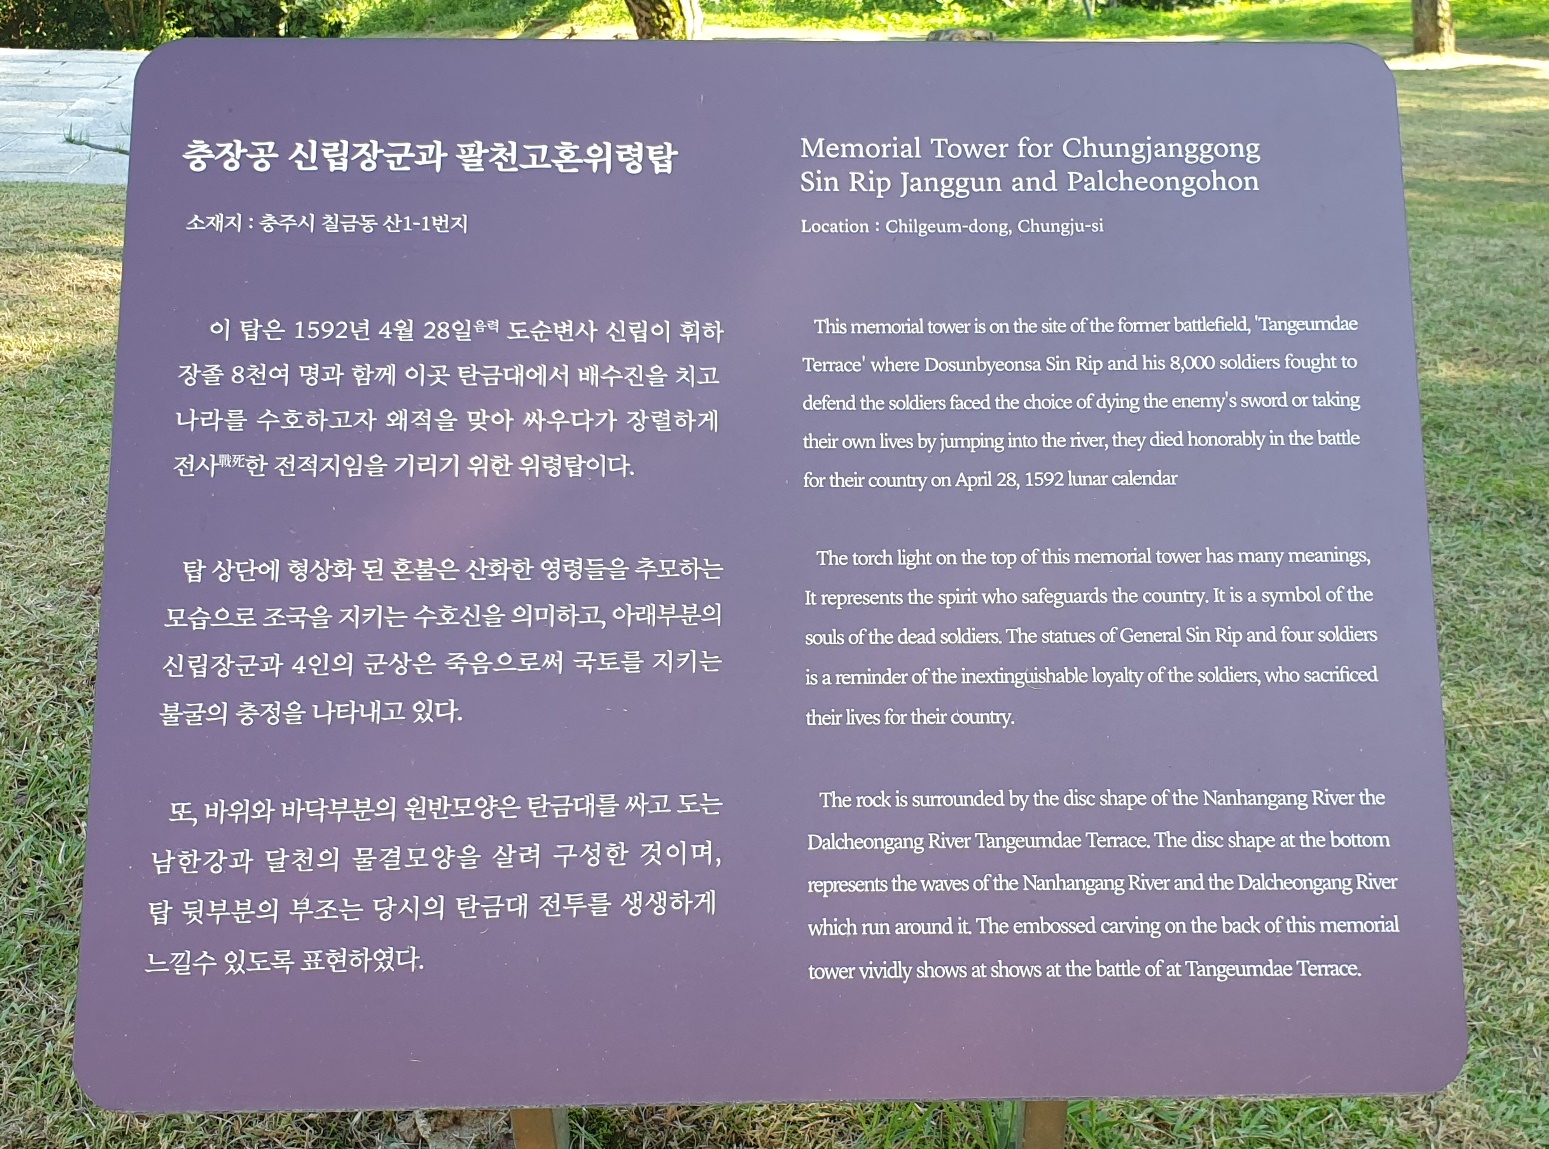 충장공 신립장군과 팔천고혼위령탑
소재지 : 충주시 칠금동 산1-1번지
이 탑은 1592년 4월 28일음력 도순변사 신립이 휘하
장졸 8천여 명과 함께 이곳 탄금대에서 배수진을 치고
나라를 수호하고자 왜적을 맞아 싸우다가 장렬하게
전사戰死한 전적지임을 기리기 위한 위령탑이다.
탑 상단에 형상화 된 혼불은 산화한 영령들을 추모하는
모습으로 조국을 지키는 수호신을 의미하고, 아래부분의
신립장군과 4인의 군상은 죽음으로써 국토를 지키는
불굴의 충정을 나타내고 있다.
또, 바위와 바닥부분의 원반모양은 탄금대를 싸고 도는
남한강과 달천의 물결모양을 살려 구성한 것이며,
탑 뒷부분의 부조는 당시의 탄금대 전투를 생생하게
느낄수 있도록 표현하였다.
Memorial Tower for Chungjanggong
Sin Rip Janggun and Palcheongohon
Location : Chilgeum-dong, Chungju-si
This memorial tower is on the site of the former battlefield, 'Tangeumdae
Terrace' where Dosunbyeonsa Sin Rip and his 8,000 soldiers fought to
defend the soldiers faced the choice of dying the enemy's sword or taking
their own lives by jumping into the river, they died honorably in the battle
for their country on April 28, 1592 lunar calendar
The torch light on the top of this memorial tower has many meanings,
It represents the spirit who safeguards the country. It is a symbol of the
souls of the dead soldiers. The statues of General Sin Rip and four soldiers
is a reminder of the inextinguishable loyalty of the soldiers, who sacrificed
their lives for their country.
The rock is surrounded by the disc shape of the Nanhangang River the
Dalcheongang River Tangeumdae Terrace. The disc shape at the bottom
represents the waves of the Nanhangang River and the Dalcheongang River
which run around it. The embossed carving on the back of this memorial
tower vividly shows at shows at the battle of at Tangeumdae Terrace.